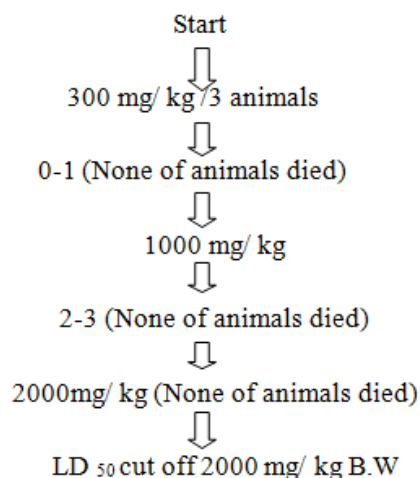 Start
300 mg/ kg /3 animals
0-1 (None of animals died)
1000 mg/ kg
2-3 (None of animals died)
2000mg/ kg (None of animals died)
LD 50 cut off 2000 mg/ kg B.W